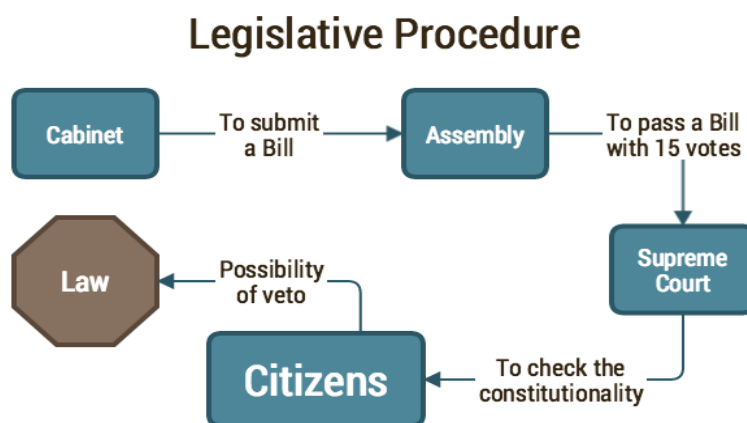 Legislative Procedure
Cabinet
To submit
a Bill
Assembly
To pass a Bill
with 15 votes
Supreme
Court
To check the
constitutionality
Citizens
Possibility
of veto
Law